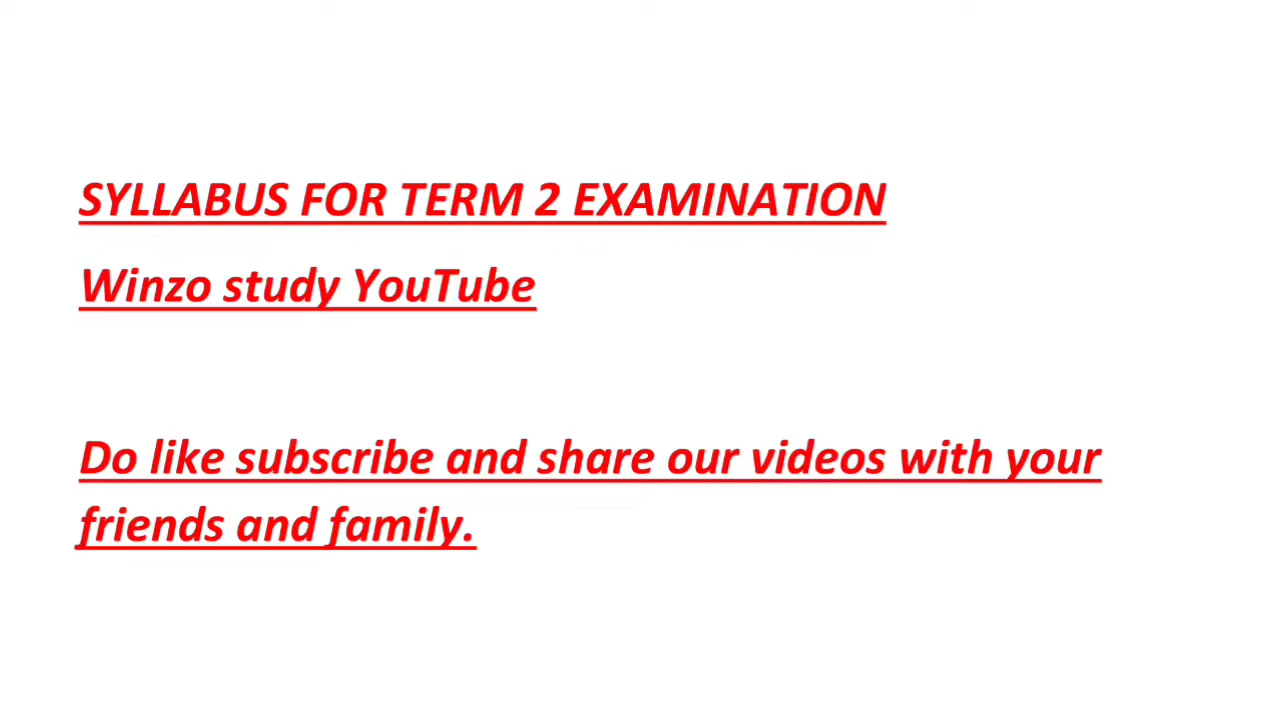 SYLLABUS FOR TERM 2 EXAMINATION
Winzo study YouTube
Do like subscribe and share our videos with your
friends and family.